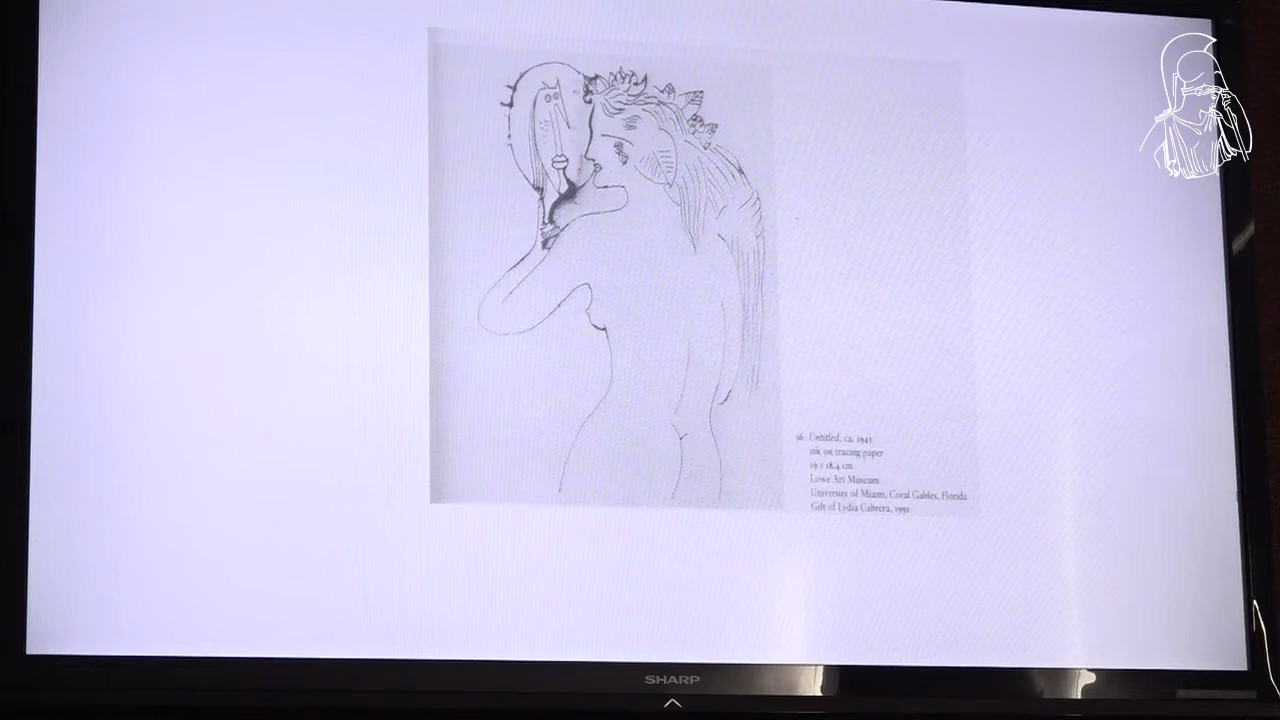 36 Untitled, ca. 1943
ink on tracing paper
19 × 18.4 cm
Lowe Art Museum
University of Miami, Coral Gables, Florida
Gift of Lydia Cabrera, 1991
SHARP